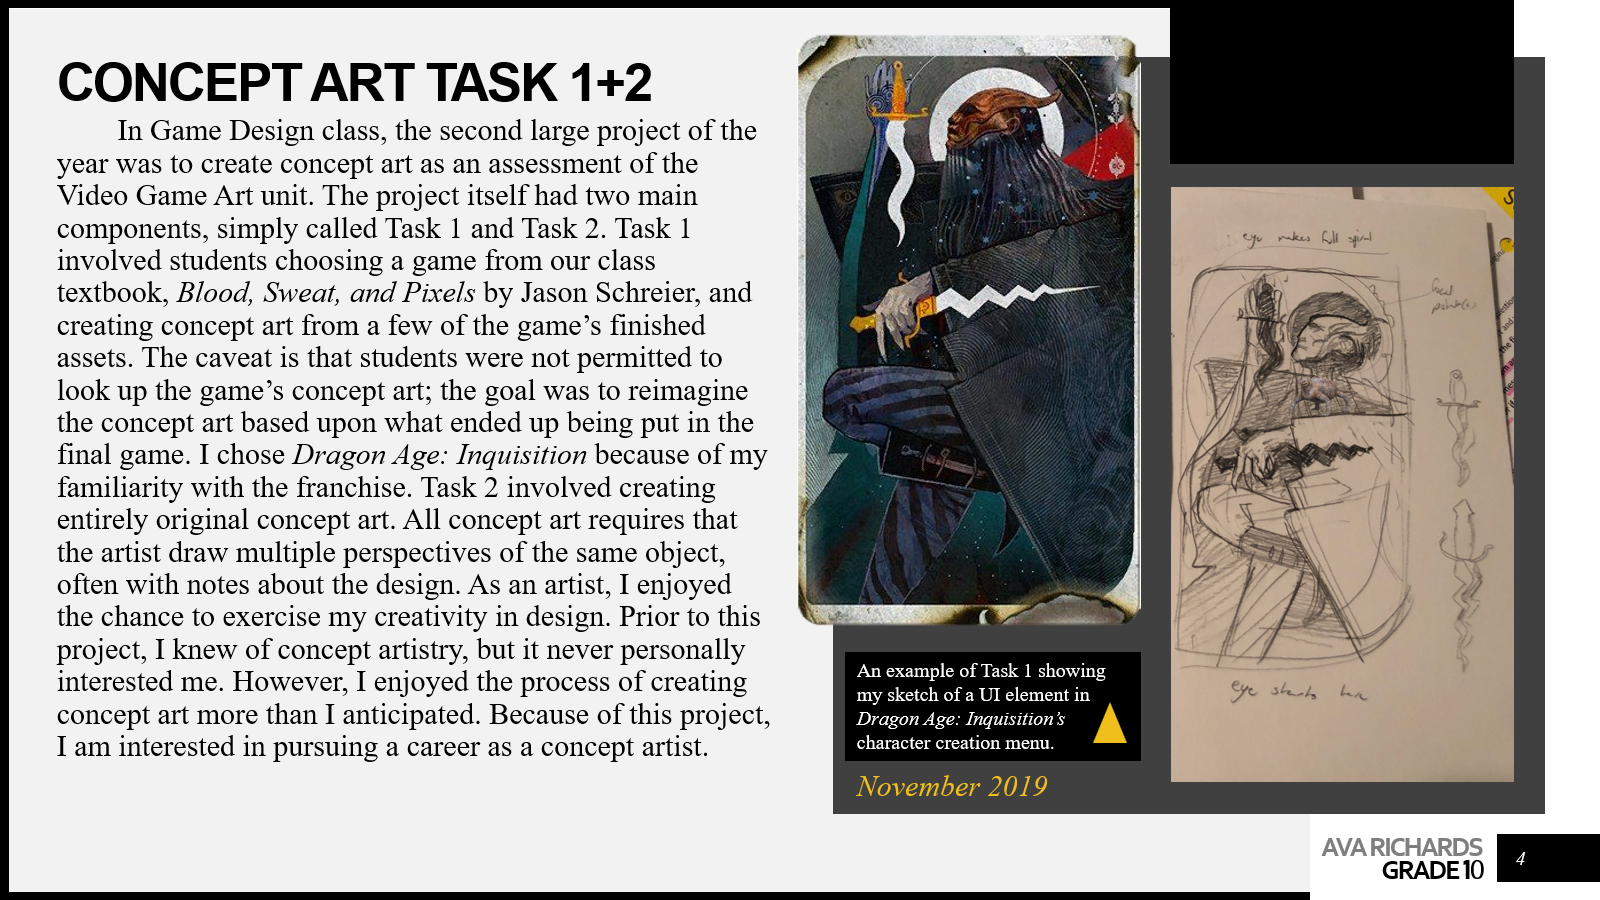 CONCEPT ART TASK 1+2
In Game Design class, the second large project of the
year was to create concept art as an assessment of the
Video Game Art unit. The project itself had two main
components, simply called Task 1 and Task 2. Task 1
involved students choosing a game from our class
textbook, Blood, Sweat, and Pixels by Jason Schreier, and
creating concept art from a few of the game’s finished
assets. The caveat is that students were not permitted to
look up the game’s concept art; the goal was to reimagine
the concept art based upon what ended up being put in the
final game. I chose Dragon Age: Inquisition because of my
familiarity with the franchise. Task 2 involved creating
entirely original concept art. All concept art requires that
the artist draw multiple perspectives of the same object,
often with notes about the design. As an artist, I enjoyed
the chance to exercise my creativity in design. Prior to this
project, I knew of concept artistry, but it never personally
interested me. However, I enjoyed the process of creating
concept art more than I anticipated. Because of this project,
I am interested in pursuing a career as a concept artist.
An example of Task 1 showing
my sketch of a UI element in
Dragon Age: Inquisition’s
character creation menu.
November 2019
eye makes full spiral
focal
point(s)
eye starts here
AVA RICHARDS
GRADE 10
4